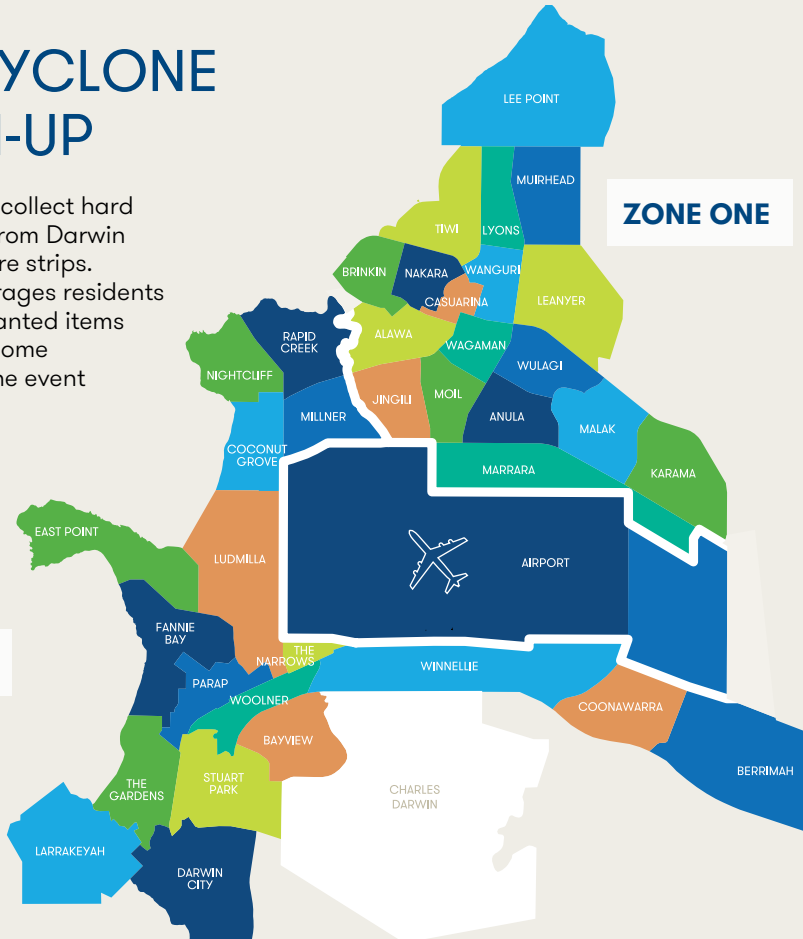 YCLONE
-UP
collect hard
rom Darwin
re strips.
rages residents
anted items
ome
ne event
ZONE ONE
LEE POINT
MUIRHEAD
TIWI
LYONS
BRINKIN
NAKARA
WANGURI
CASUARINA
LEANYER
RAPID
CREEK
ALAWA
WAGAMAN
NIGHTCLIFF
WULAGI
JINGILI
MOIL
MILLNER
ANULA
MALAK
COCONUT
GROVE
MARRARA
KARAMA
EAST POINT
LUDMILLA
AIRPORT
FANNIE
BAY
THE
NARROWS
WINNELLIE
PARAP
WOOLNER
COONAWARRA
BAYVIEW
BERRIMAH
STUART
PARK
THE
GARDENS
CHARLES
DARWIN
LARRAKEYAH
DARWIN
CITY